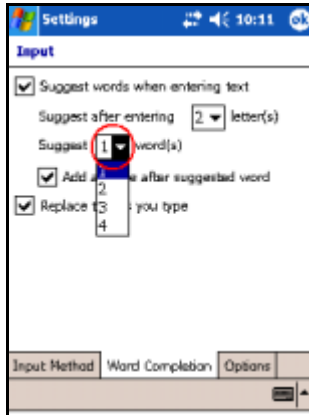 Settings 10:11 ok
Input
Suggest words when entering text
Suggest after entering 2 letter(s)
Suggest 1 word(s)
1
Add a after suggested word
2
Replace t s you type
3
4
Input Method Word Completion Options